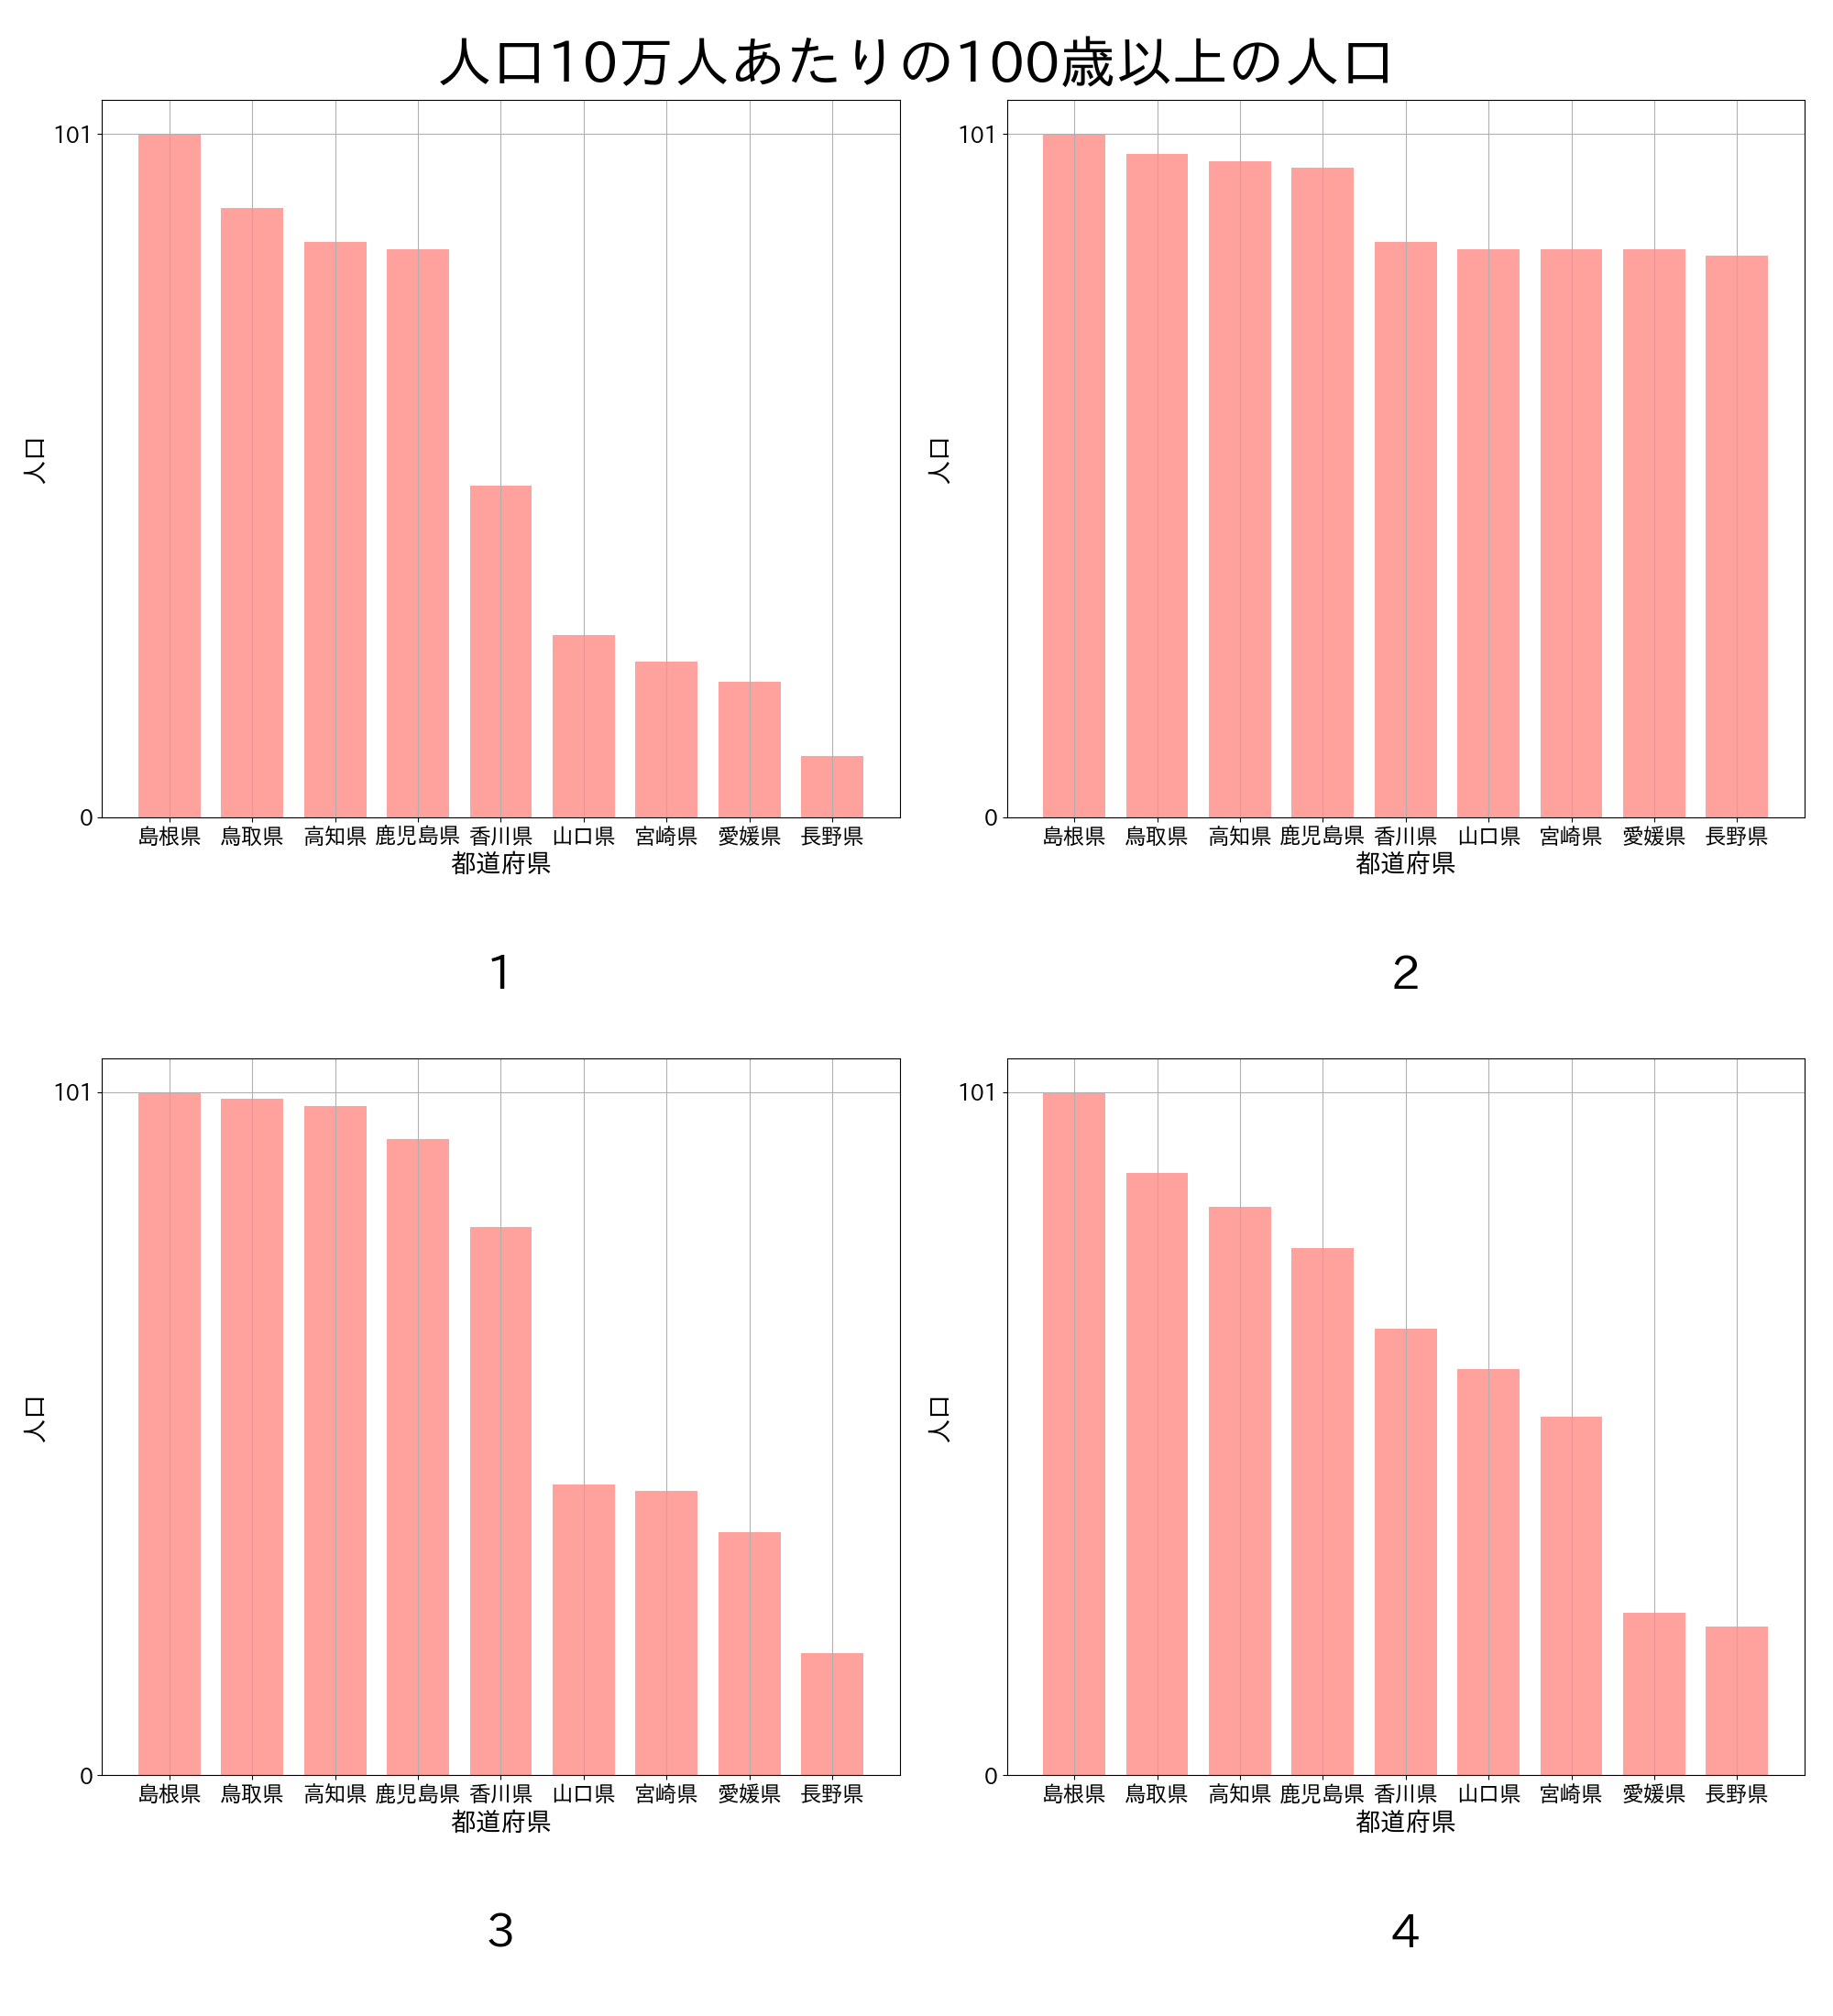 人口10万人あたりの100歳以上の人口
101
0
人口
島根県 鳥取県 高知県 鹿児島県 香川県 山口県 宮崎県 愛媛県 長野県
都道府県
1
101
0
人口
島根県 鳥取県 高知県 鹿児島県 香川県 山口県 宮崎県 愛媛県 長野県
都道府県
2
101
0
人口
島根県 鳥取県 高知県 鹿児島県 香川県 山口県 宮崎県 愛媛県 長野県
都道府県
3
101
0
人口
島根県 鳥取県 高知県 鹿児島県 香川県 山口県 宮崎県 愛媛県 長野県
都道府県
4